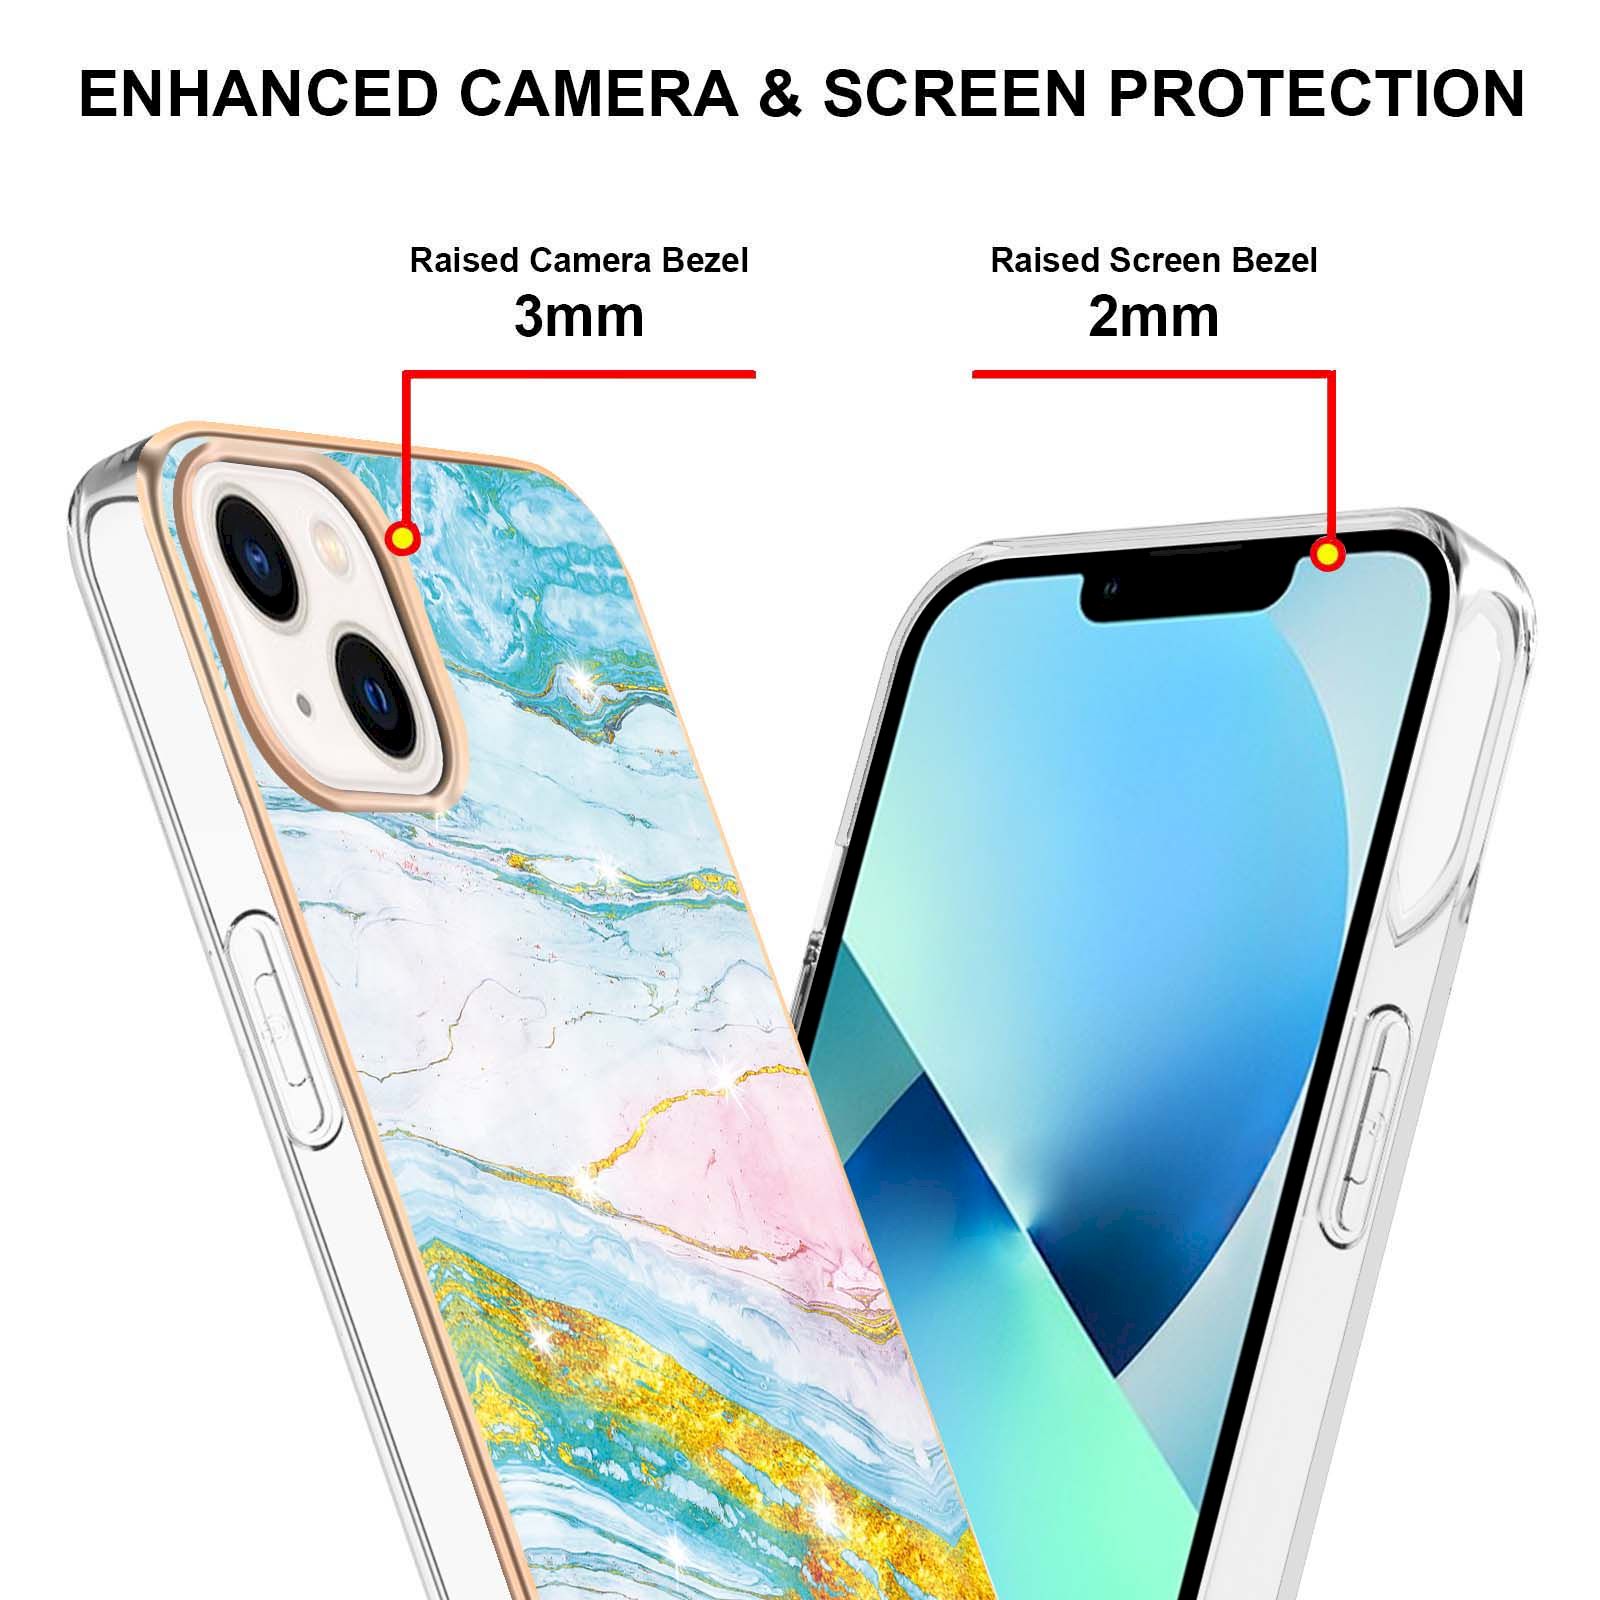 ENHANCED CAMERA & SCREEN PROTECTION
Raised Camera Bezel
3mm
Raised Screen Bezel
2mm